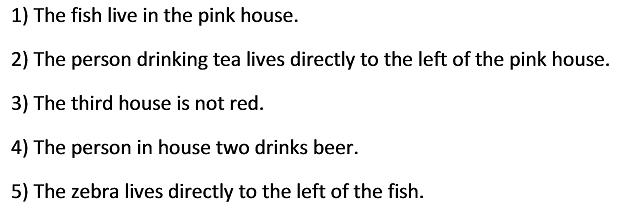 1) The fish live in the pink house.
2) The person drinking tea lives directly to the left of the pink house.
3) The third house is not red.
4) The person in house two drinks beer.
5) The zebra lives directly to the left of the fish.